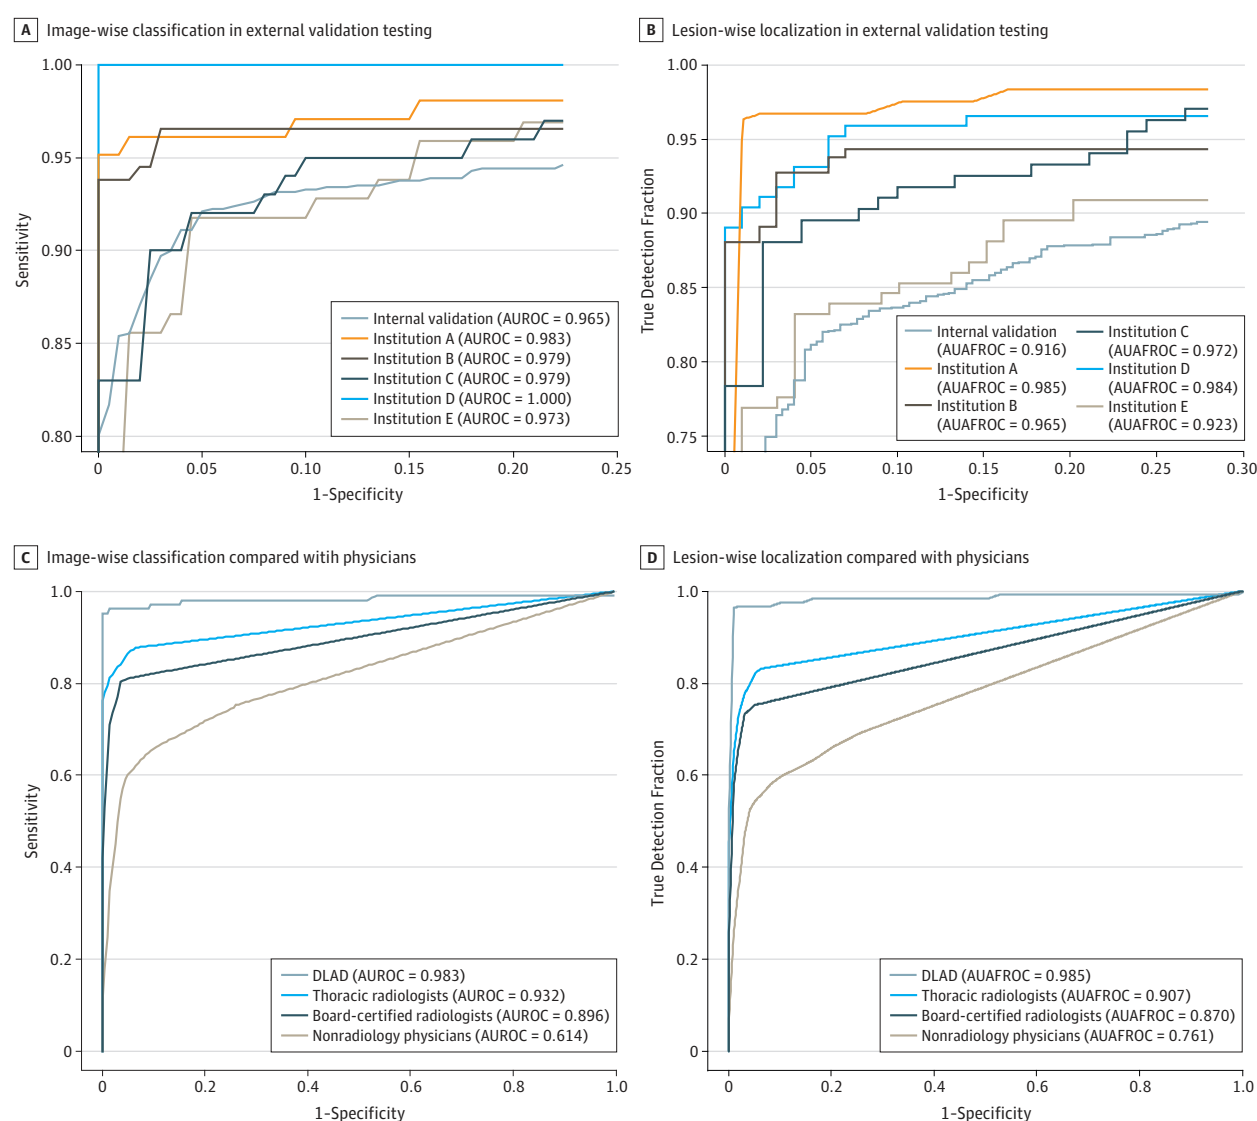 A Image-wise classification in external validation testing
1.00
0.95
0.90
0.85
0.80
Sensitivity
0 0.05 0.10 0.15 0.20 0.25
1-Specificity
Internal validation (AUROC = 0.965)
Institution A (AUROC = 0.983)
Institution B (AUROC = 0.979)
Institution C (AUROC = 0.979)
Institution D (AUROC = 1.000)
Institution E (AUROC = 0.973)
B Lesion-wise localization in external validation testing
1.00
0.95
0.90
0.85
0.80
0.75
True Detection Fraction
0 0.05 0.10 0.15 0.20 0.25 0.30
1-Specificity
Internal validation
(AUAFROC = 0.916)
Institution A
(AUAFROC = 0.985)
Institution B
(AUAFROC = 0.965)
Institution C
(AUAFROC = 0.972)
Institution D
(AUAFROC = 0.984)
Institution E
(AUAFROC = 0.923)
C Image-wise classification compared witih physicians
1.0
0.8
0.6
0.4
0.2
0
Sensitivity
0 0.2 0.4 0.6 0.8 1.0
1-Specificity
DLAD (AUROC = 0.983)
Thoracic radiologists (AUROC = 0.932)
Board-certified radiologists (AUROC = 0.896)
Nonradiology physicians (AUROC = 0.614)
D Lesion-wise localization compared with physicians
1.0
0.8
0.6
0.4
0.2
0
True Detection Fraction
0 0.2 0.4 0.6 0.8 1.0
1-Specificity
DLAD (AUAFROC = 0.985)
Thoracic radiologists (AUAFROC = 0.907)
Board-certified radiologists (AUAFROC = 0.870)
Nonradiology physicians (AUAFROC = 0.761)